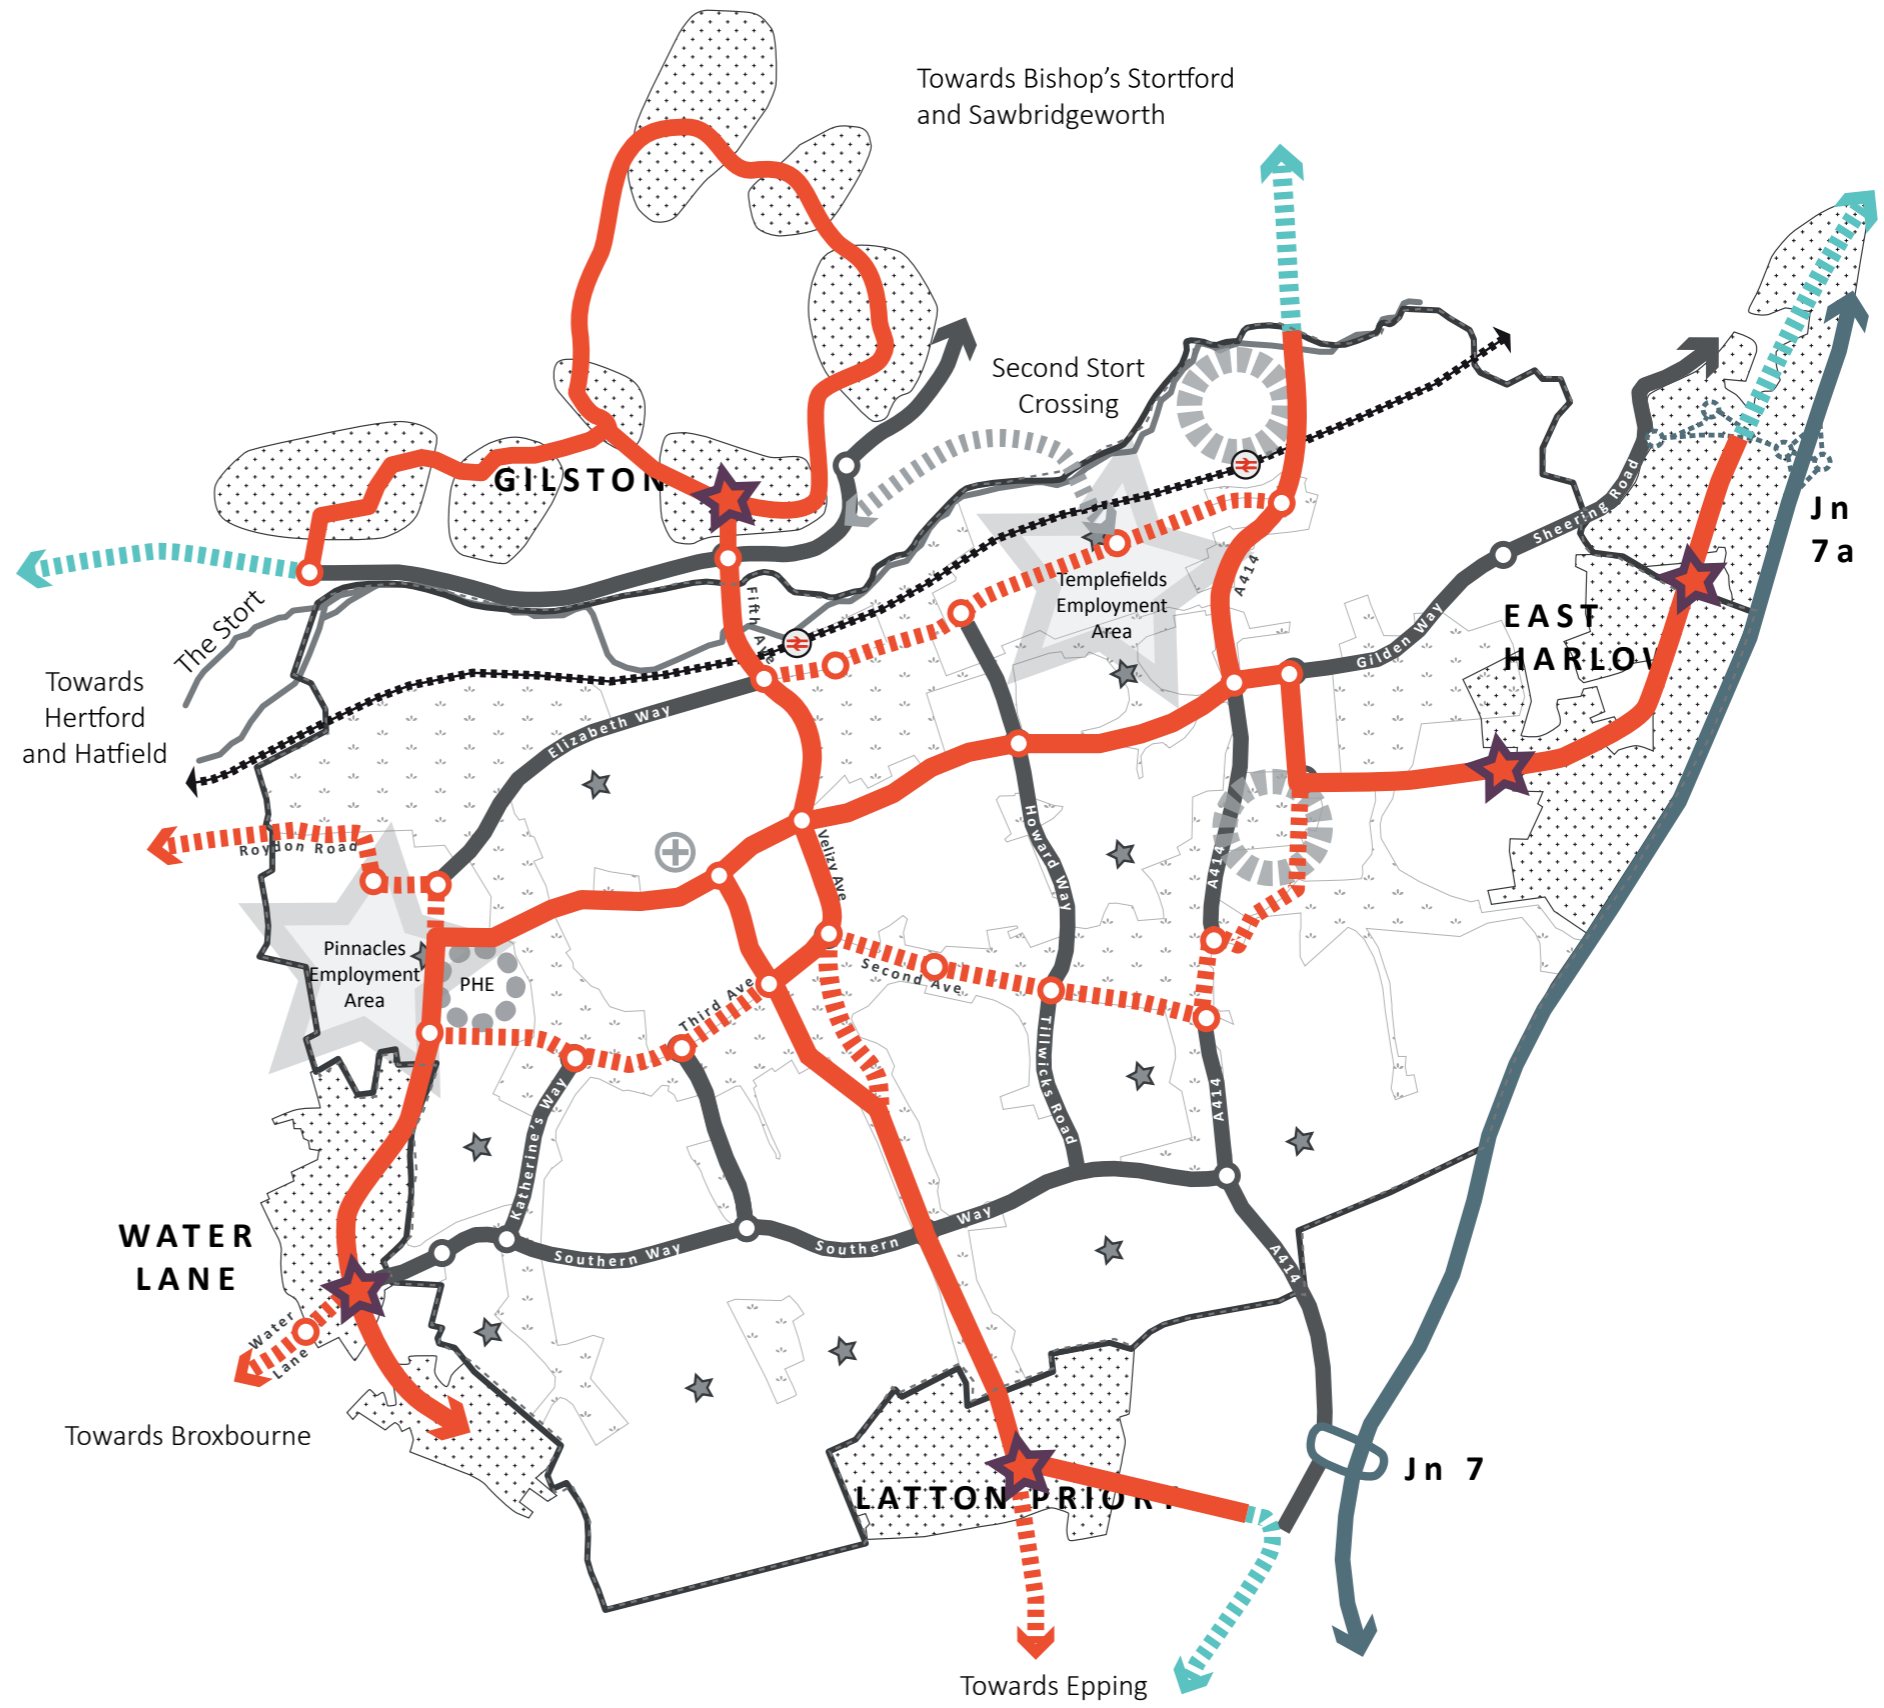 Towards Bishop's Stortford
and Sawbridgeworth
Second Stort
Crossing
GILSTON
Jn
7a
Sheering Road
The Stort
Fifth Ave
Templefields
Employment
Area
A414
Gilden Way
EAST
HARLOW
Towards
Hertford
and Hatfield
Elizabeth Way
Roydon Road
Velizy Ave
Howard Way
A414
Pinnacles
Employment
Area
PHE
Second Ave
Third Ave
Tillwicks Road
A414
Katherine's Way
WATER
LANE
Southern Way
Southern Way
A414
Water
Lane
Towards Broxbourne
Jn 7
LATTON PRIORY
Towards Epping